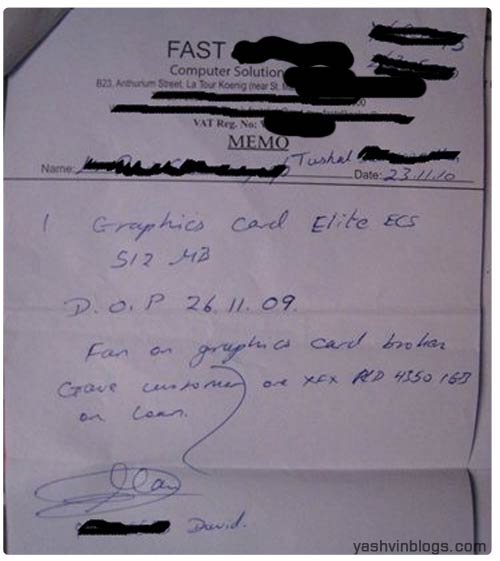 FAST
Computer Solution
B23, Anthurium Street, La Tour Koenig (near St.
VAT Reg. No:
MEMO
Name: Tushal
Date: 23.11.10
1 Graphics card Elite ECS
512 MB
D.O.P 26.11.09.
Fan on graphics card broken
Gave customer one XFX 4350 1GB
on loan.
David.
yashvinblogs.com